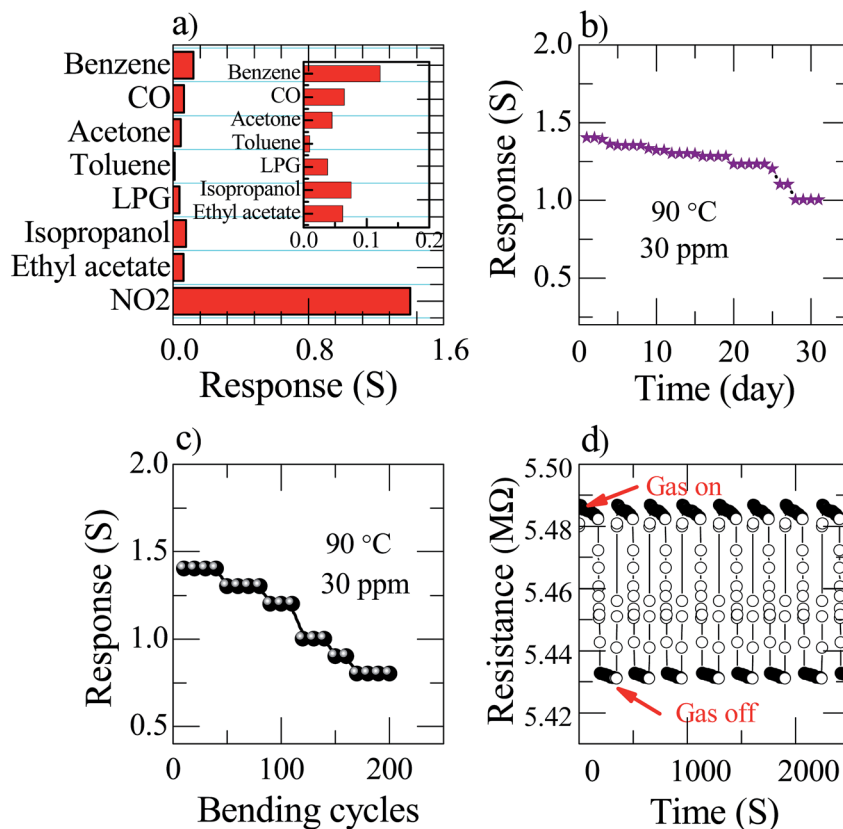 a)
Benzene
CO
Acetone
Toluene
LPG
Isopropanol
Ethyl acetate
NO2
Benzene
CO
Acetone
Toluene
LPG
Isopropanol
Ethyl acetate
0.0 0.1 0.2
0.0 0.8 1.6
Response (S)
b)
2.0
1.5
1.0
0.5
Response (S)
90 °C
30 ppm
0 10 20 30
Time (day)
c)
2.0
1.5
1.0
0.5
Response (S)
90 °C
30 ppm
0 100 200
Bending cycles
d)
5.50
5.48
5.46
5.44
5.42
Resistance (MΩ)
Gas on
Gas off
0 1000 2000
Time (S)